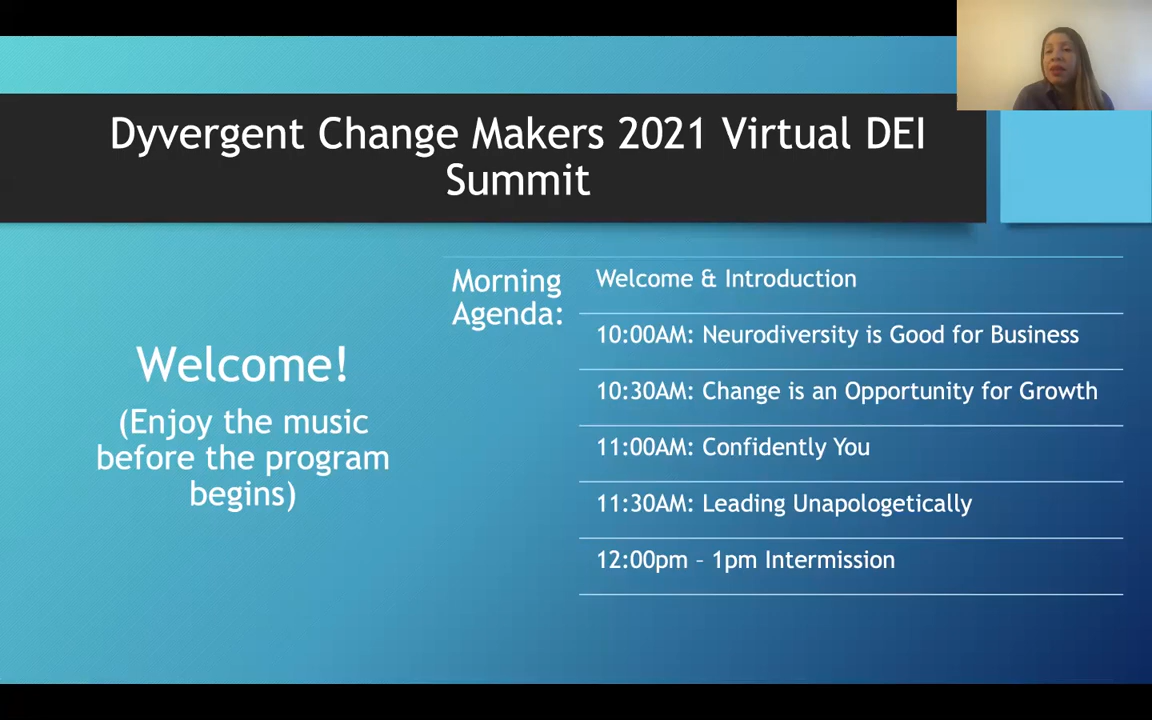 Dyvergent Change Makers 2021 Virtual DEI
Summit
Welcome!
(Enjoy the music
before the program
begins)
Morning
Agenda:
Welcome & Introduction
10:00AM: Neurodiversity is Good for Business
10:30AM: Change is an Opportunity for Growth
11:00AM: Confidently You
11:30AM: Leading Unapologetically
12:00pm – 1pm Intermission